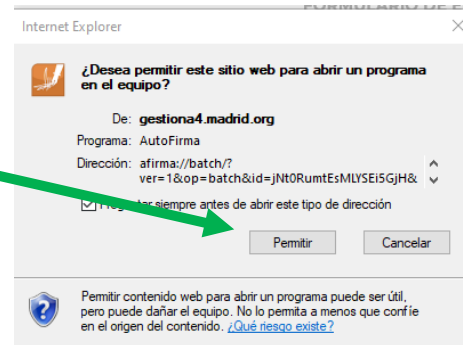 FORMULARIO DE E
Internet Explorer
¿Desea permitir este sitio web para abrir un programa
en el equipo?
De: gestiona4.madrid.org
Programa: AutoFirma
Dirección: afirma://batch/?
ver=1&op=batch&id=jNt0RumtEsMLYSEi5GjH&
siempre antes de abrir este tipo de dirección
Permitir Cancelar
Permitir contenido web para abrir un programa puede ser útil,
pero puede dañar el equipo. No lo permita a menos que confíe
en el origen del contenido. ¿Qué riesgo existe?